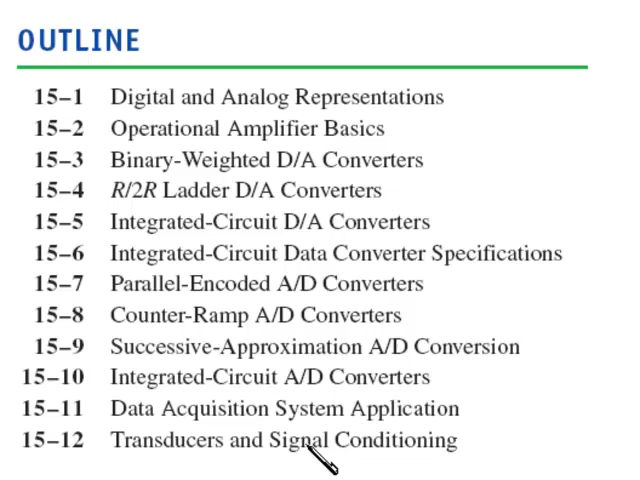 OUTLINE
15–1 Digital and Analog Representations
15–2 Operational Amplifier Basics
15–3 Binary-Weighted D/A Converters
15–4 R/2R Ladder D/A Converters
15–5 Integrated-Circuit D/A Converters
15–6 Integrated-Circuit Data Converter Specifications
15–7 Parallel-Encoded A/D Converters
15–8 Counter-Ramp A/D Converters
15–9 Successive-Approximation A/D Conversion
15–10 Integrated-Circuit A/D Converters
15–11 Data Acquisition System Application
15–12 Transducers and Signal Conditioning